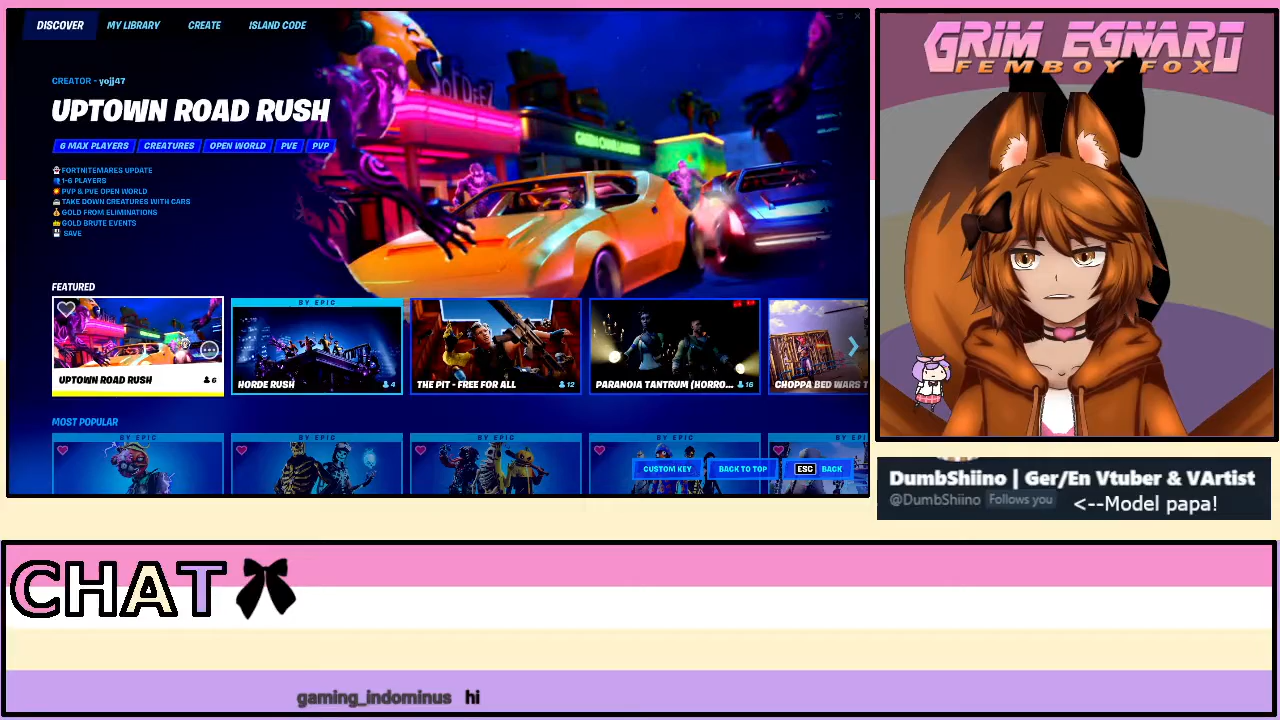 DISCOVER MY LIBRARY CREATE ISLAND CODE
CREATOR - yojj47
UPTOWN ROAD RUSH
6 MAX PLAYERS CREATURES OPEN WORLD PVE PVP
FORTNITEMARES UPDATE
1-6 PLAYERS
PVP & PVE OPEN WORLD
TAKE DOWN CREATURES WITH CARS
GOLD FROM ELIMINATIONS
GOLD BRUTE EVENTS
SAVE
FEATURED
BY EPIC
UPTOWN ROAD RUSH 6
HORDE RUSH 4
THE PIT - FREE FOR ALL 12
PARANOIA TANTRUM (HORRO... 16
CHOPPA BED WARS T
MOST POPULAR
BY EPIC BY EPIC BY EPIC BY EPIC BY EPI
CUSTOM KEY BACK TO TOP ESC BACK
GRIM EGNART
FEMBOY FOX
DumbShiino | Ger/En Vtuber & VArtist
@DumbShiino Follows you <--Model papa!
CHAT
gaming_indominus hi